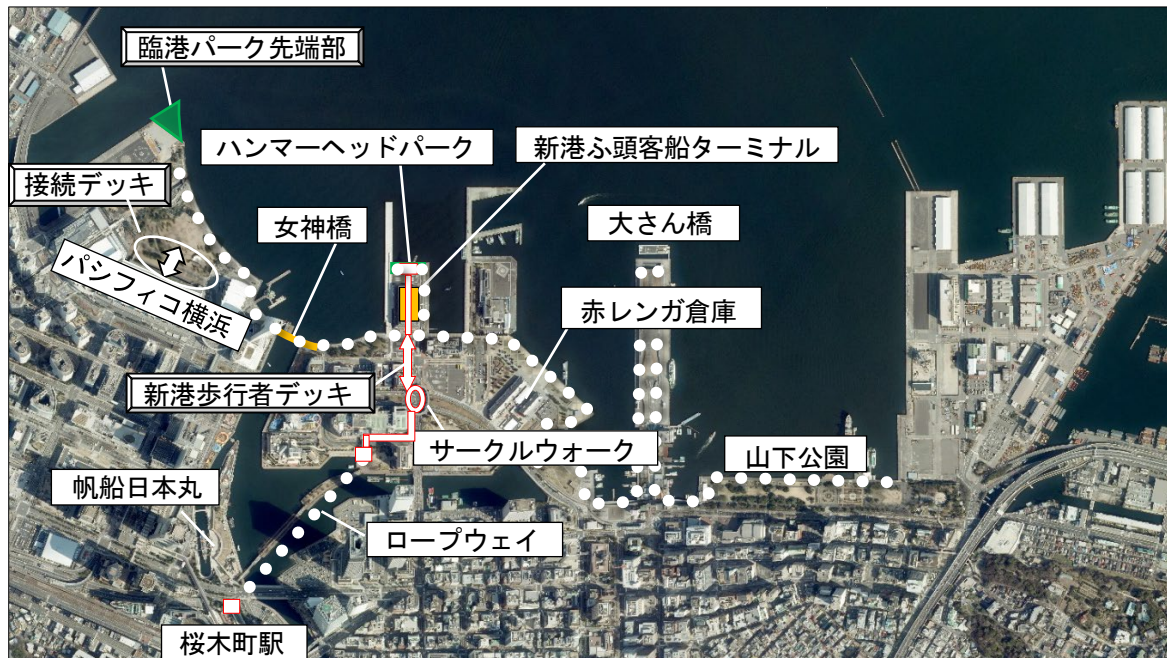 臨港パーク先端部
ハンマーヘッドパーク
新港ふ頭客船ターミナル
接続デッキ
女神橋
大さん橋
パシフィコ横浜
赤レンガ倉庫
新港歩行者デッキ
サークルウォーク
山下公園
帆船日本丸
ロープウェイ
桜木町駅